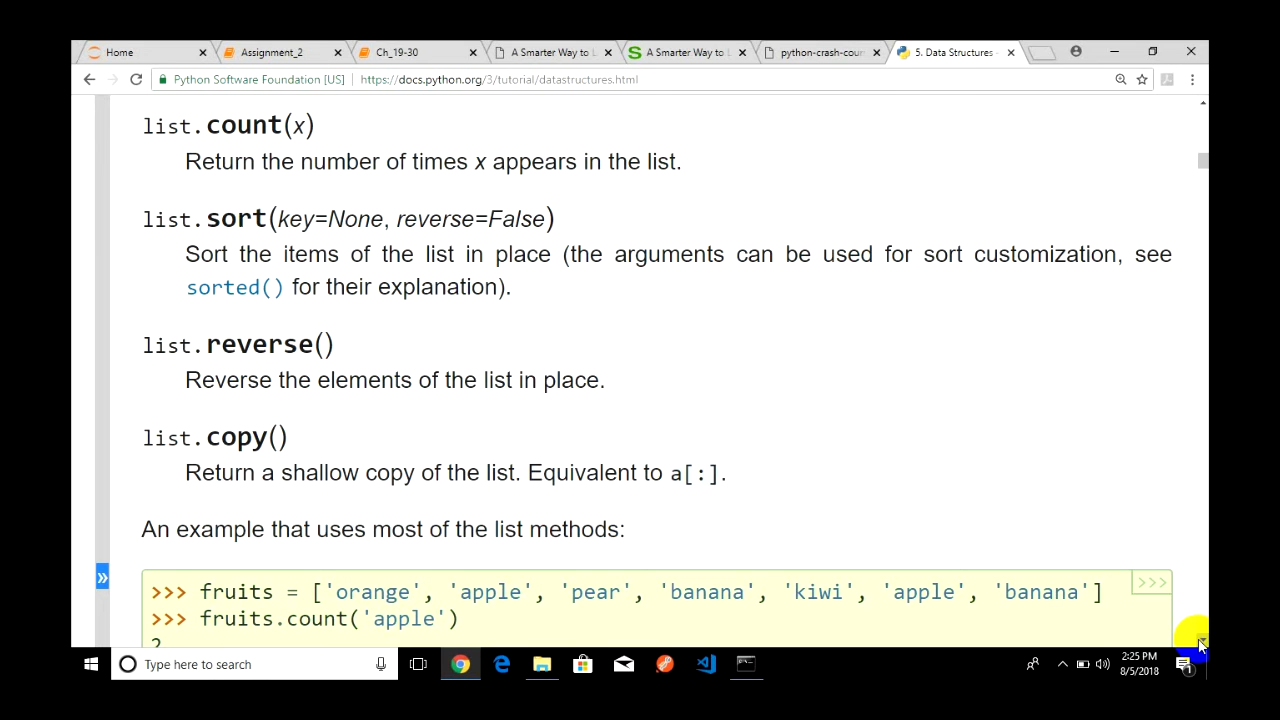 Home
Assignment_2
Ch_19-30
A Smarter Way to L
A Smarter Way to L
python-crash-cour
5. Data Structures
Python Software Foundation [US]
https://docs.python.org/3/tutorial/datastructures.html
list.count(x)
Return the number of times x appears in the list.
list.sort(key=None, reverse=False)
Sort the items of the list in place (the arguments can be used for sort customization, see
sorted() for their explanation).
list.reverse()
Reverse the elements of the list in place.
list.copy()
Return a shallow copy of the list. Equivalent to a[:].
An example that uses most of the list methods:
>>>
>>> fruits = ['orange', 'apple', 'pear', 'banana', 'kiwi', 'apple', 'banana']
>>> fruits.count('apple')
2
Type here to search
2:25 PM
8/5/2018
1